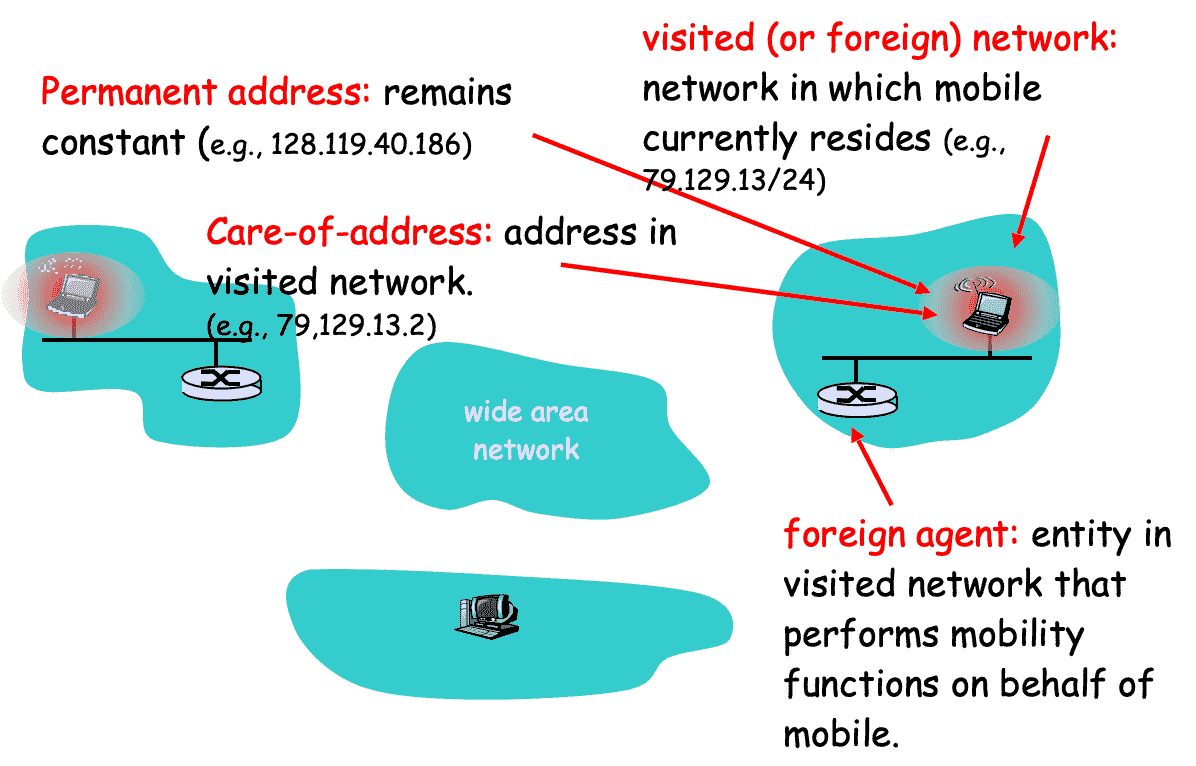 Permanent address: remains
constant (e.g., 128.119.40.186)
visited (or foreign) network:
network in which mobile
currently resides (e.g.,
79.129.13/24)
Care-of-address: address in
visited network.
(e.g., 79,129.13.2)
wide area
network
foreign agent: entity in
visited network that
performs mobility
functions on behalf of
mobile.